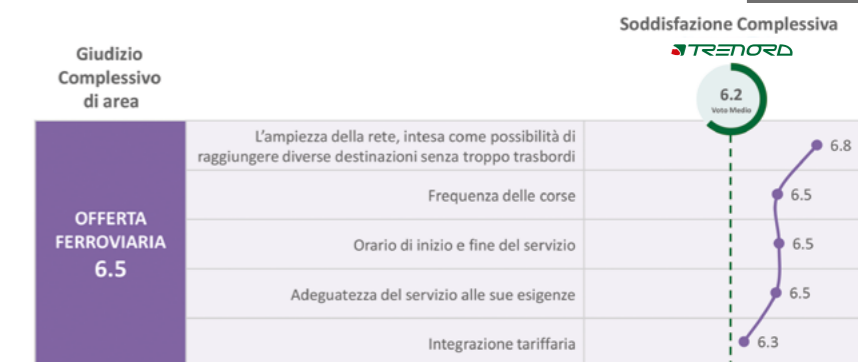 Soddisfazione Complessiva
TRENORD
Giudizio
Complessivo
di area
6.2
Voto Medio
OFFERTA
FERROVIARIA
6.5
L'ampiezza della rete, intesa come possibilità di
raggiungere diverse destinazioni senza troppo trasbordi
6.8
Frequenza delle corse
6.5
Orario di inizio e fine del servizio
6.5
Adeguatezza del servizio alle sue esigenze
6.5
Integrazione tariffaria
6.3